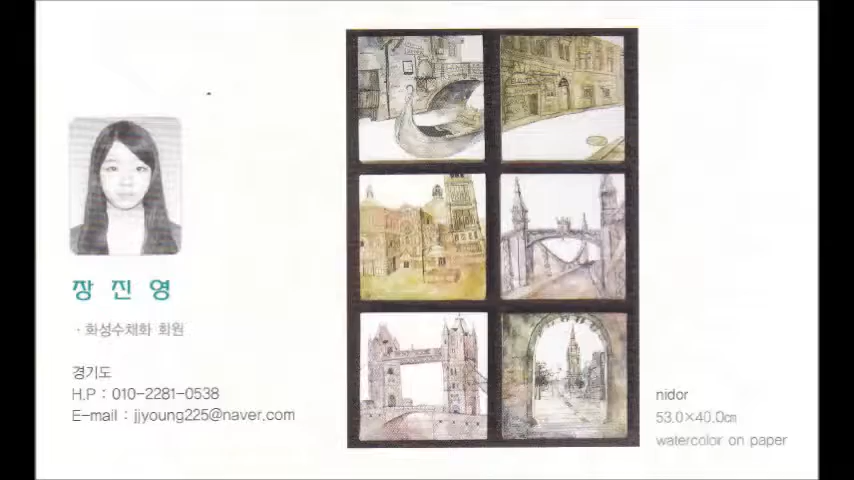 장 진 영
· 화성수채화 회원
경기도
H.P : 010-2281-0538
E-mail : jjyoung225@naver.com
nidor
53.0×40.0㎝
watercolor on paper